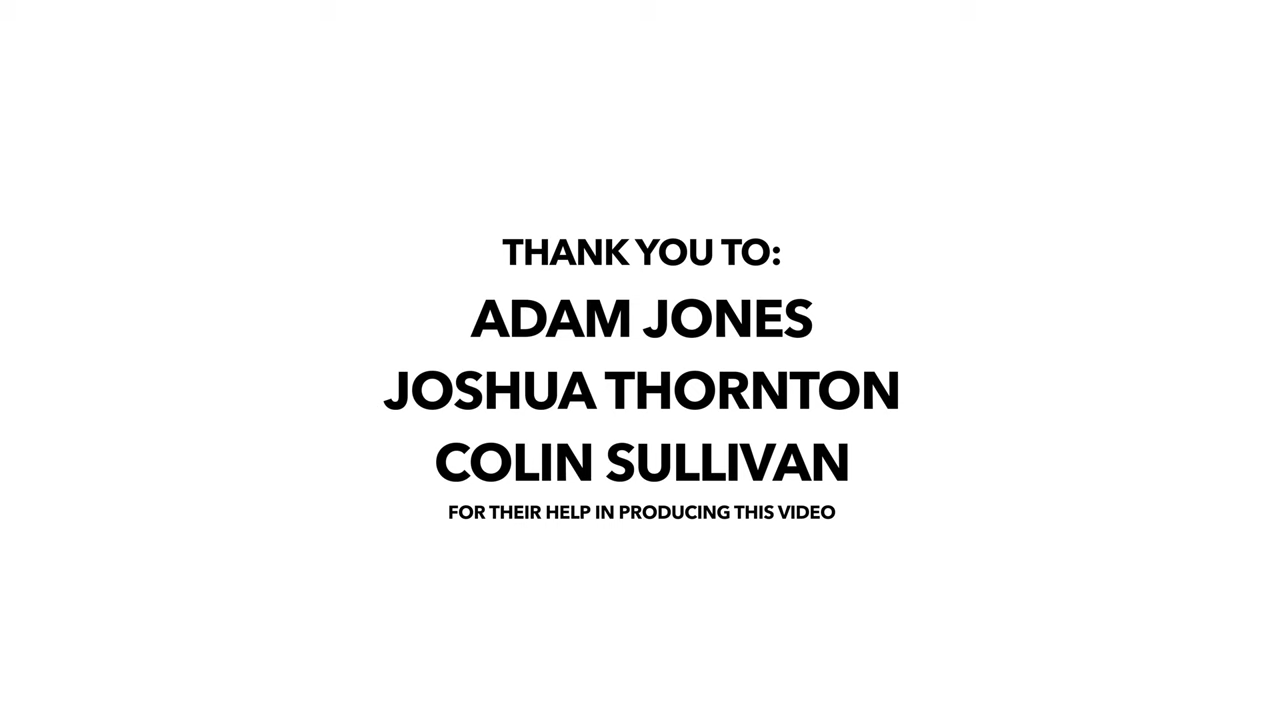 THANK YOU TO:
ADAM JONES
JOSHUA THORNTON
COLIN SULLIVAN
FOR THEIR HELP IN PRODUCING THIS VIDEO